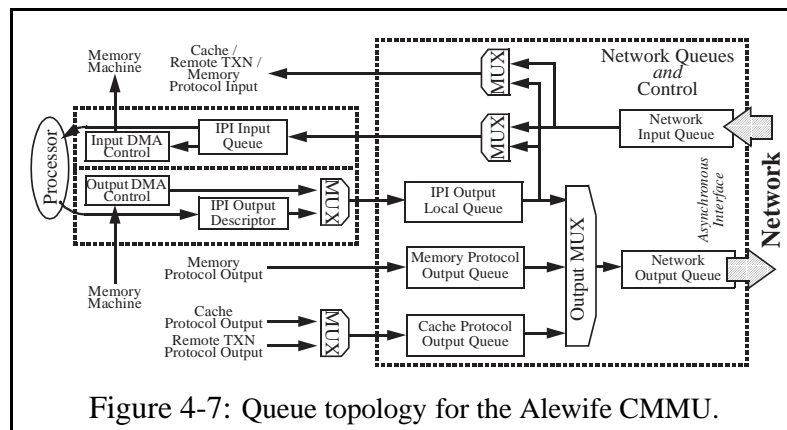 Memory
Machine
Cache /
Remote TXN /
Memory
Protocol Input
MUX
Network Queues
and
Control
Network
Input Queue
IPI Input
Queue
Input DMA
Control
MUX
Processor
Output DMA
Control
IPI Output
Descriptor
MUX
IPI Output
Local Queue
Asynchronous
Interface
Network
Memory
Machine
Memory
Protocol Output
Memory Protocol
Output Queue
Output MUX
Network
Output Queue
Cache
Protocol Output
Remote TXN
Protocol Output
MUX
Cache Protocol
Output Queue
Figure 4-7: Queue topology for the Alewife CMMU.